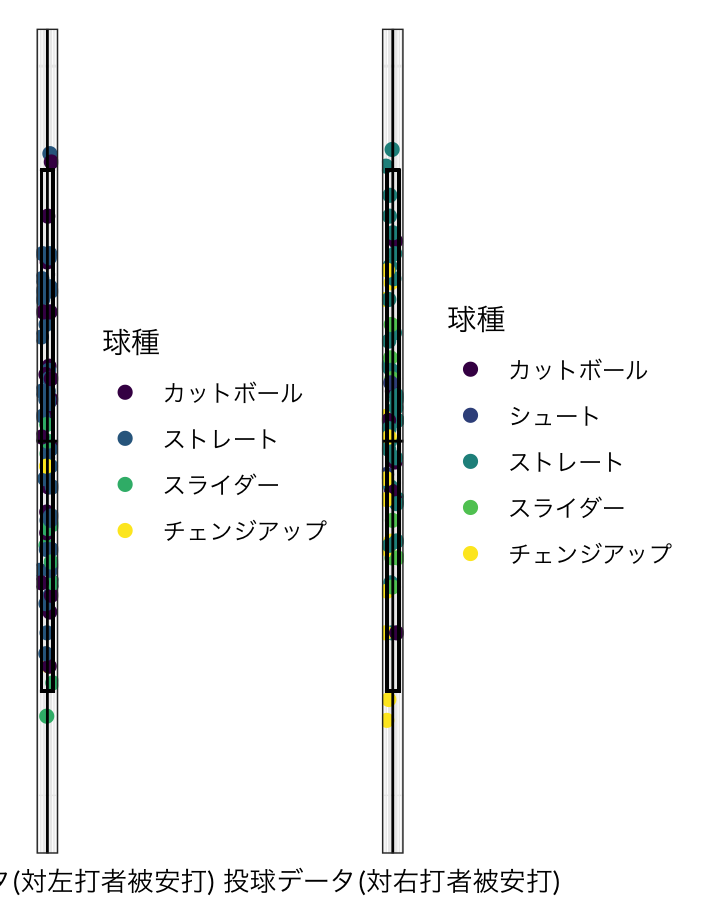 球種
カットボール
ストレート
スライダー
チェンジアップ
球種
カットボール
シュート
ストレート
スライダー
チェンジアップ
タ(対左打者被安打) 投球データ(対右打者被安打)